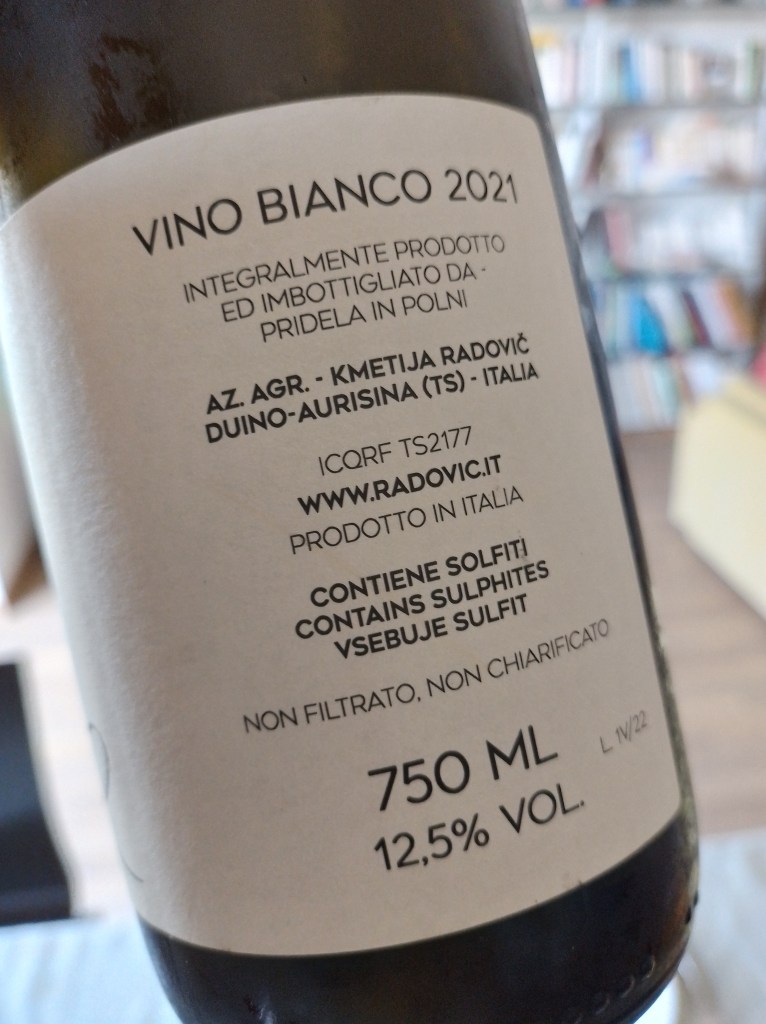 VINO BIANCO 2021
INTEGRALMENTE PRODOTTO
ED IMBOTTIGLIATO DA -
PRIDELA IN POLNI
AZ. AGR. - KMETIJA RADOVIČ
DUINO-AURISINA (TS) - ITALIA
ICQRF TS2177
WWW.RADOVIC.IT
PRODOTTO IN ITALIA
CONTIENE SOLFITI
CONTAINS SULPHITES
VSEBUJE SULFIT
NON FILTRATO, NON CHIARIFICATO
L. 1V/22
750 ML
12,5% VOL.